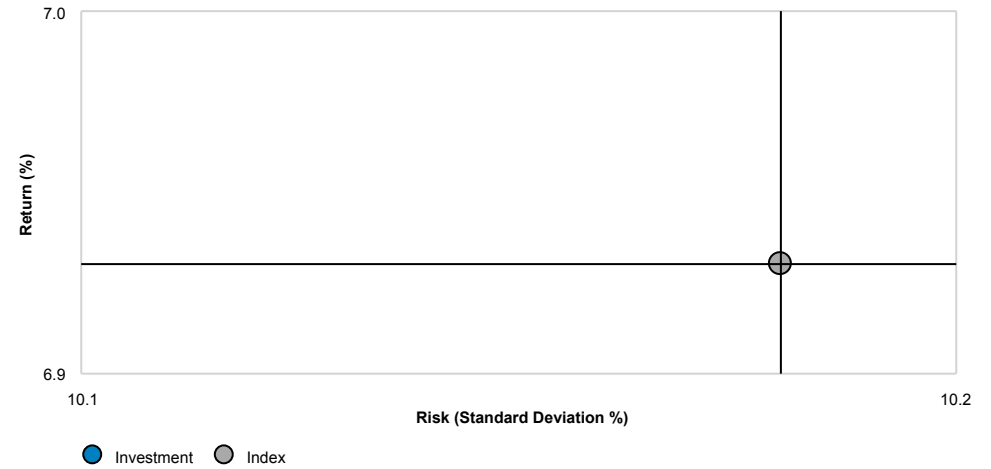 7.0
Return (%)
6.9
10.1
10.2
Risk (Standard Deviation %)
Investment
Index